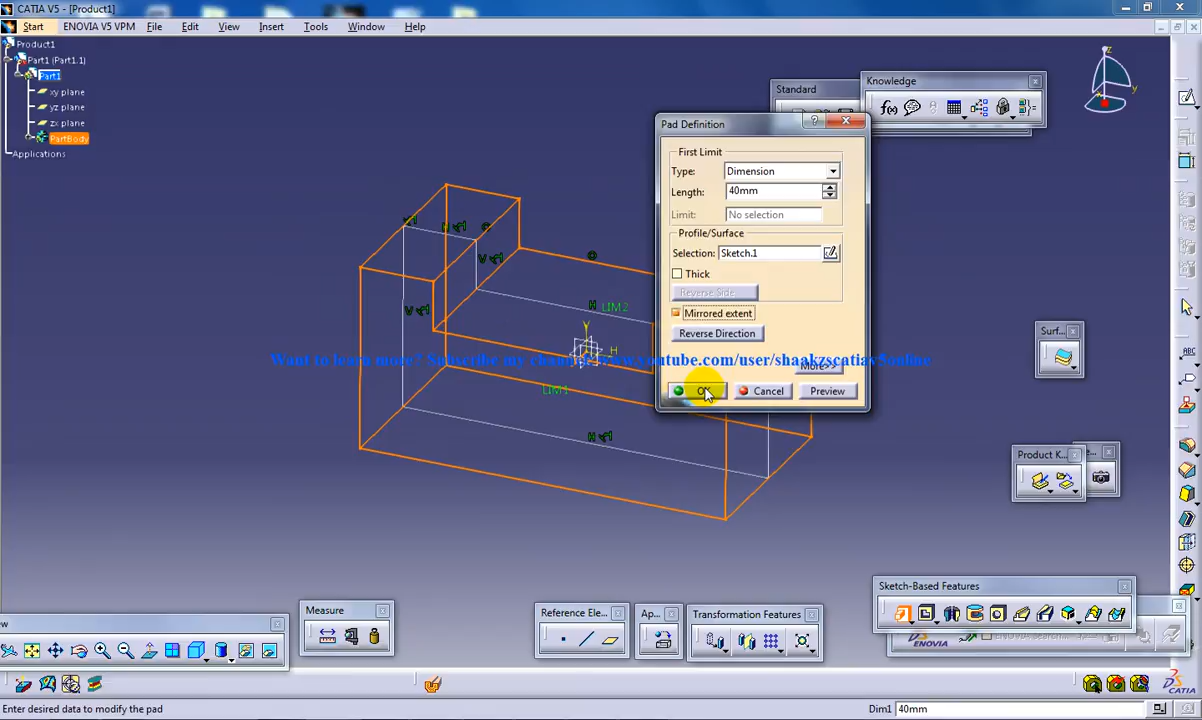 CATIA V5 - [Product1]
Start ENOVIA V5 VPM File Edit View Insert Tools Window Help
Product1
Part1 (Part1.1)
Part1
xy plane
yz plane
zx plane
PartBody
Applications
Standard
Knowledge
f(x)
z
y
Pad Definition
First Limit
Type: Dimension
Length: 40mm
Limit: No selection
Profile/Surface
Selection: Sketch.1
Thick
Reverse Side
Mirrored extent
Reverse Direction
More>>
OK Cancel Preview
V
V
V
V
H
LIM2
Y
H
LIM1
H
Want to learn more? Subscribe my channel: www.youtube.com/user/shaakzscatiav5online
Surf...
Product K...
Sketch-Based Features
ENOVIA
Measure
Reference Ele...
Ap...
Transformation Features
Enter desired data to modify the pad
Dim1 40mm
CATIA